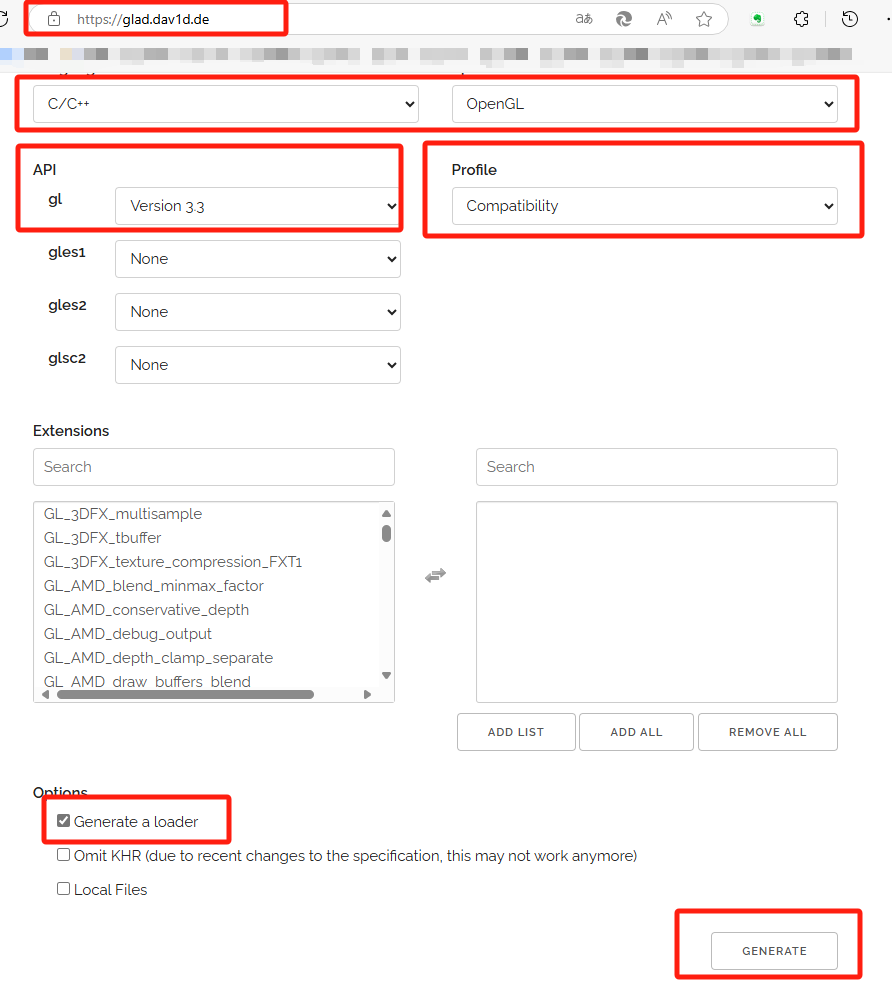 https://glad.dav1d.de
C/C++ OpenGL
API Profile
gl Version 3.3 Compatibility
gles1 None
gles2 None
glsc2 None
Extensions
Search Search
GL_3DFX_multisample
GL_3DFX_tbuffer
GL_3DFX_texture_compression_FXT1
GL_AMD_blend_minmax_factor
GL_AMD_conservative_depth
GL_AMD_debug_output
GL_AMD_depth_clamp_separate
GL_AMD_draw_buffers_blend
ADD LIST ADD ALL REMOVE ALL
Options
Generate a loader
Omit KHR (due to recent changes to the specification, this may not work anymore)
Local Files
GENERATE